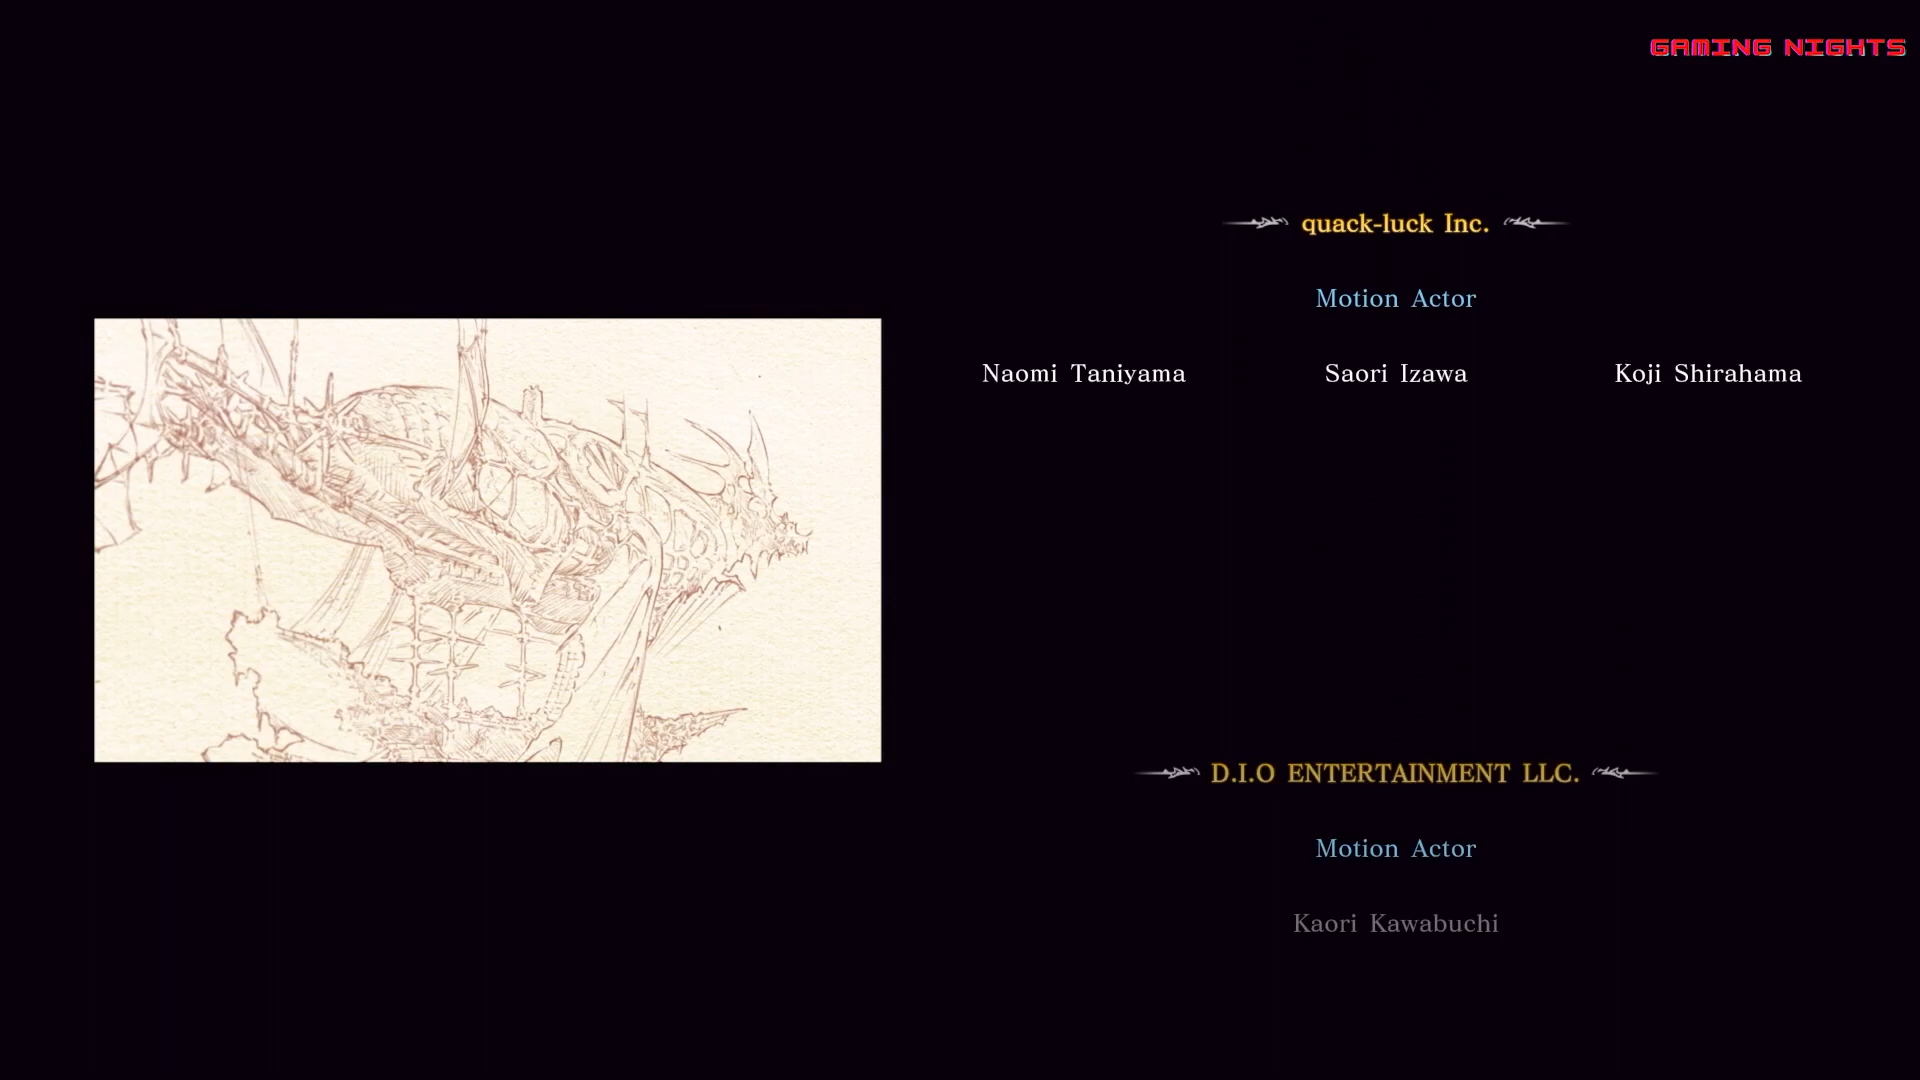 GAMING NIGHTS
quack-luck Inc.
Motion Actor
Naomi Taniyama Saori Izawa Koji Shirahama
D.I.O ENTERTAINMENT LLC.
Motion Actor
Kaori Kawabuchi